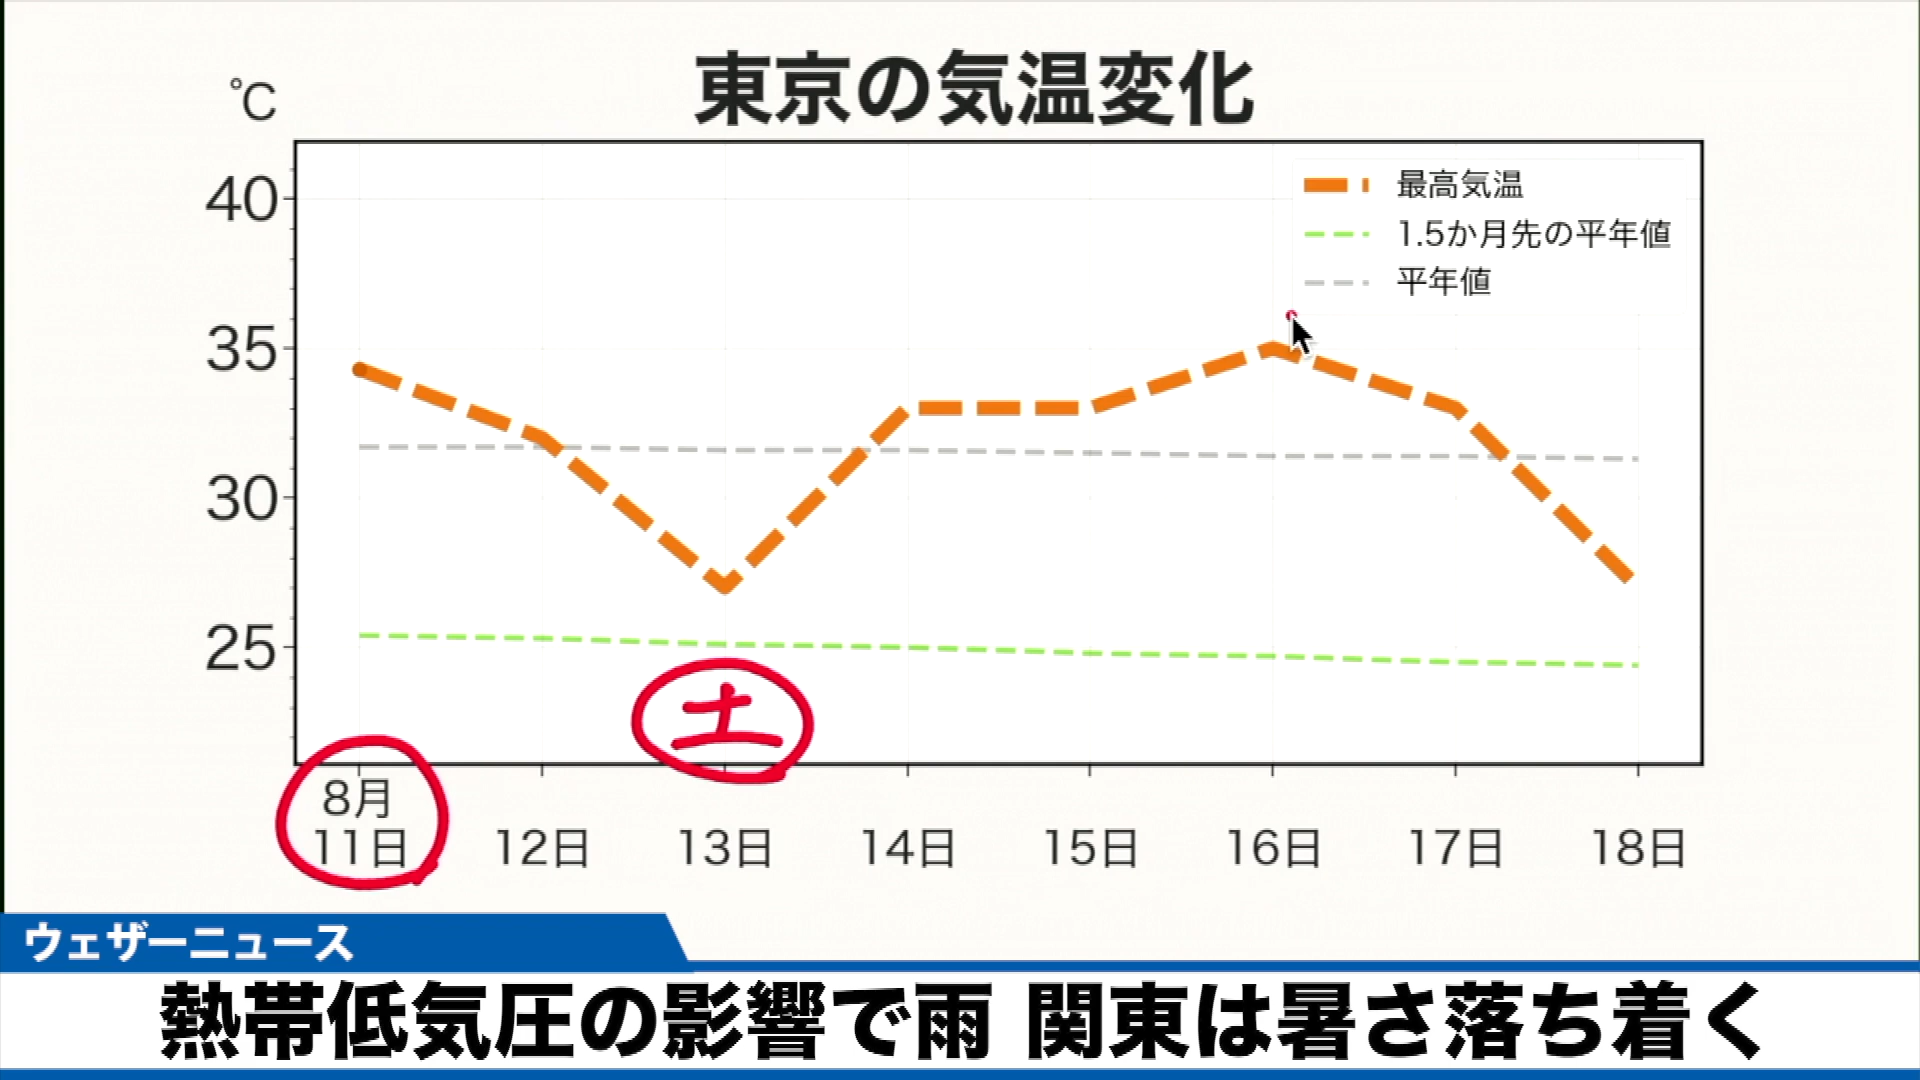 東京の気温変化
℃
40
35
30
25
最高気温
1.5か月先の平年値
平年値
土
8月
11日 12日 13日 14日 15日 16日 17日 18日
ウェザーニュース
熱帯低気圧の影響で雨 関東は暑さ落ち着く